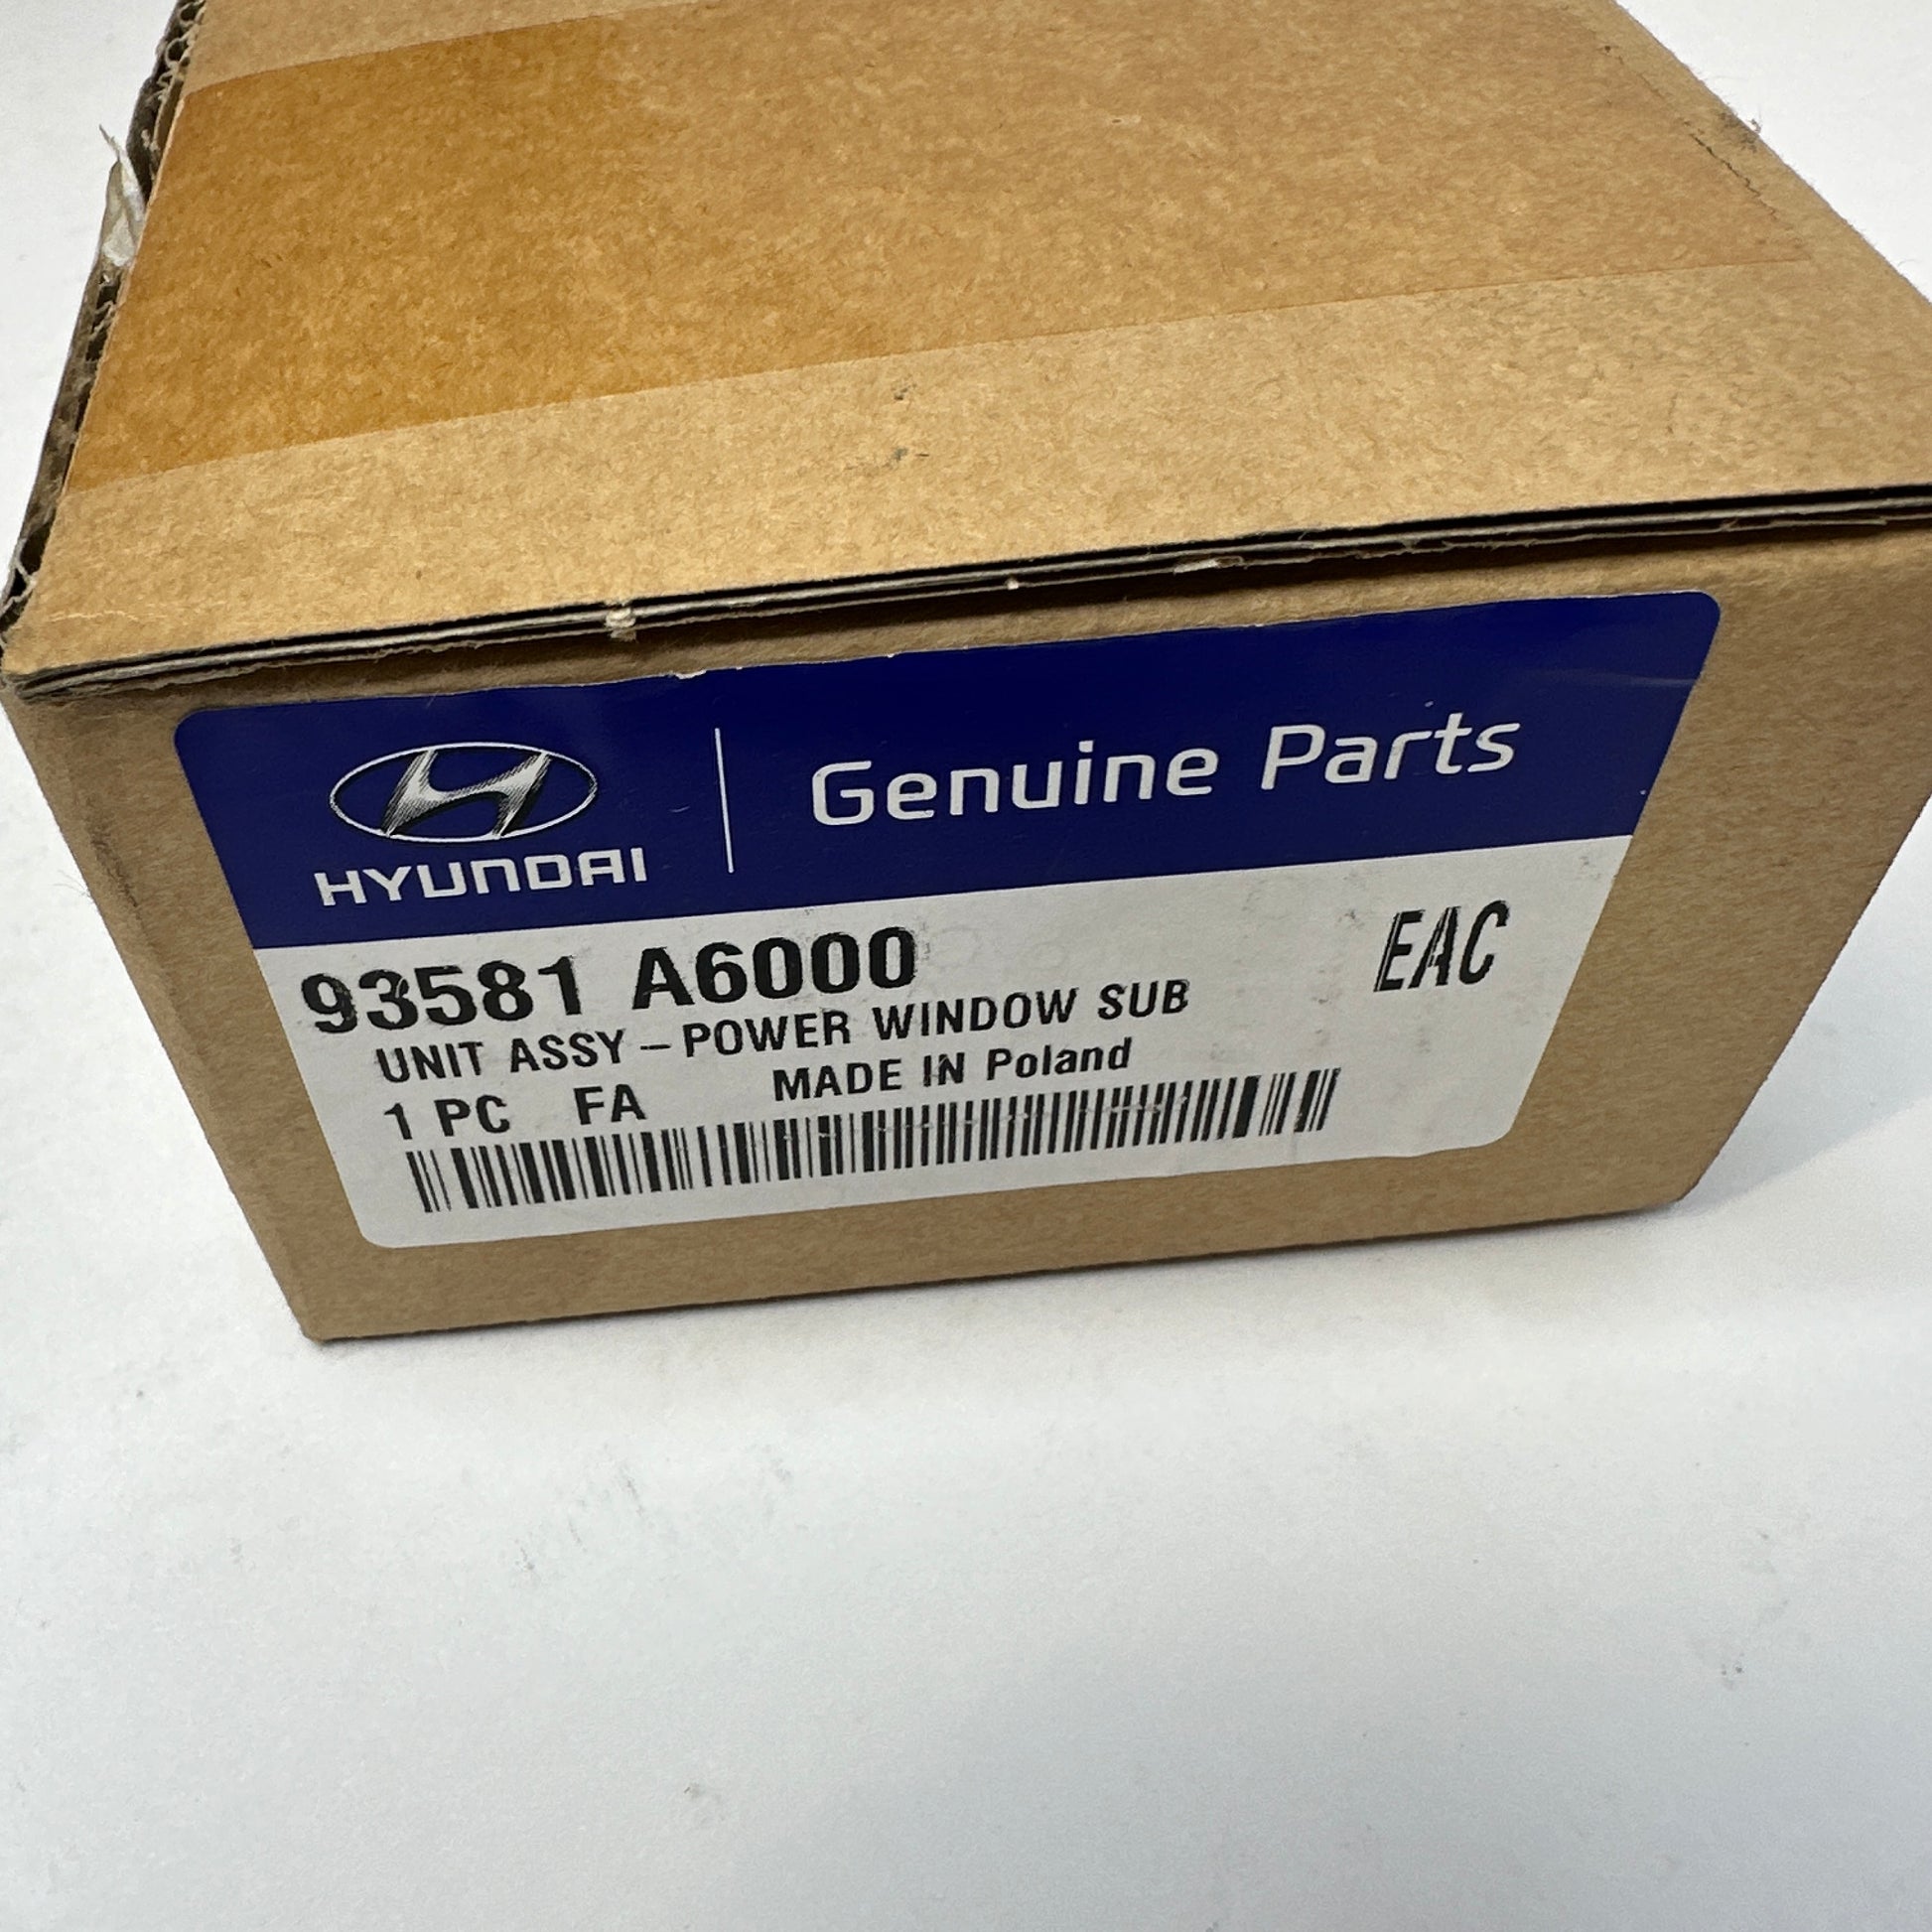 HYUNDAI
Genuine Parts
93581 A6000
EAC
UNIT ASSY-POWER WINDOW SUB
1 PC FA MADE IN Poland